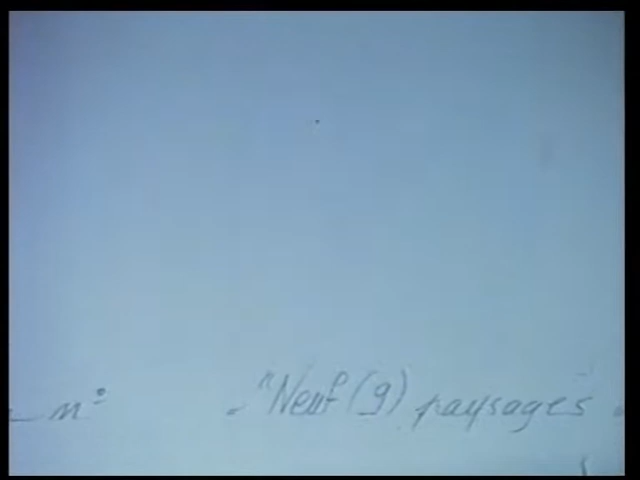 _ n° - "Neuf (9) paysages